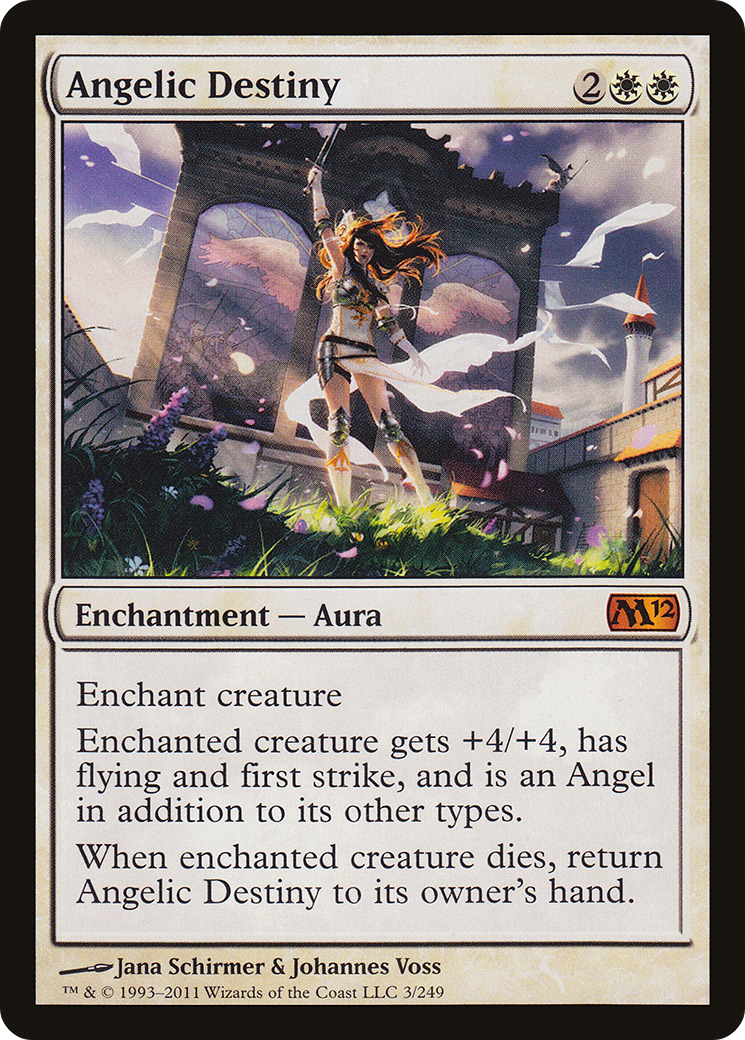 Angelic Destiny 2
Enchantment — Aura M12
Enchant creature
Enchanted creature gets +4/+4, has
flying and first strike, and is an Angel
in addition to its other types.
When enchanted creature dies, return
Angelic Destiny to its owner's hand.
Jana Schirmer & Johannes Voss
™ & © 1993–2011 Wizards of the Coast LLC 3/249